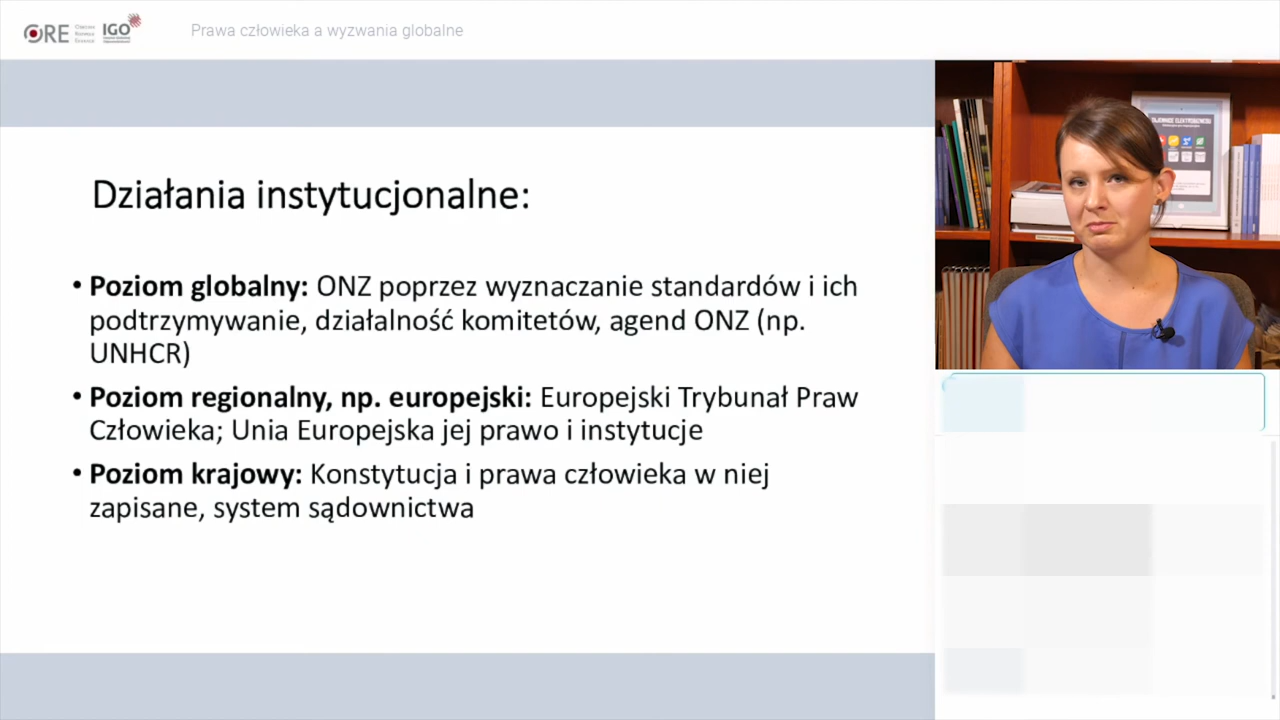 ORE
IGO
Prawa człowieka a wyzwania globalne
Działania instytucjonalne:
• Poziom globalny: ONZ poprzez wyznaczanie standardów i ich
podtrzymywanie, działalność komitetów, agend ONZ (np.
UNHCR)
• Poziom regionalny, np. europejski: Europejski Trybunał Praw
Człowieka; Unia Europejska jej prawo i instytucje
• Poziom krajowy: Konstytucja i prawa człowieka w niej
zapisane, system sądownictwa